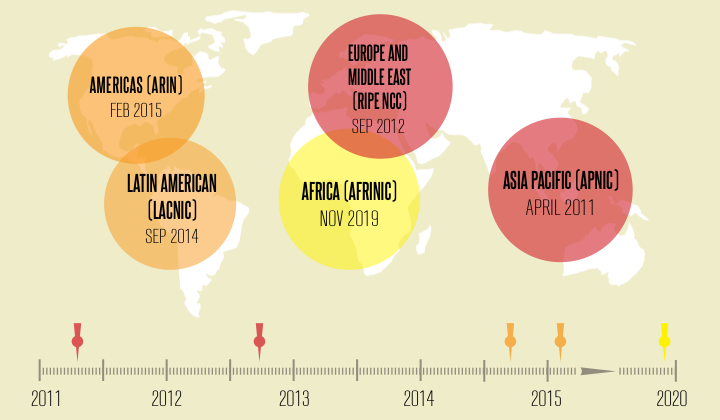 AMERICAS (ARIN)
FEB 2015
LATIN AMERICAN
(LACNIC)
SEP 2014
EUROPE AND
MIDDLE EAST
(RIPE NCC)
SEP 2012
AFRICA (AFRINIC)
NOV 2019
ASIA PACIFIC (APNIC)
APRIL 2011
2011 2012 2013 2014 2015 2020